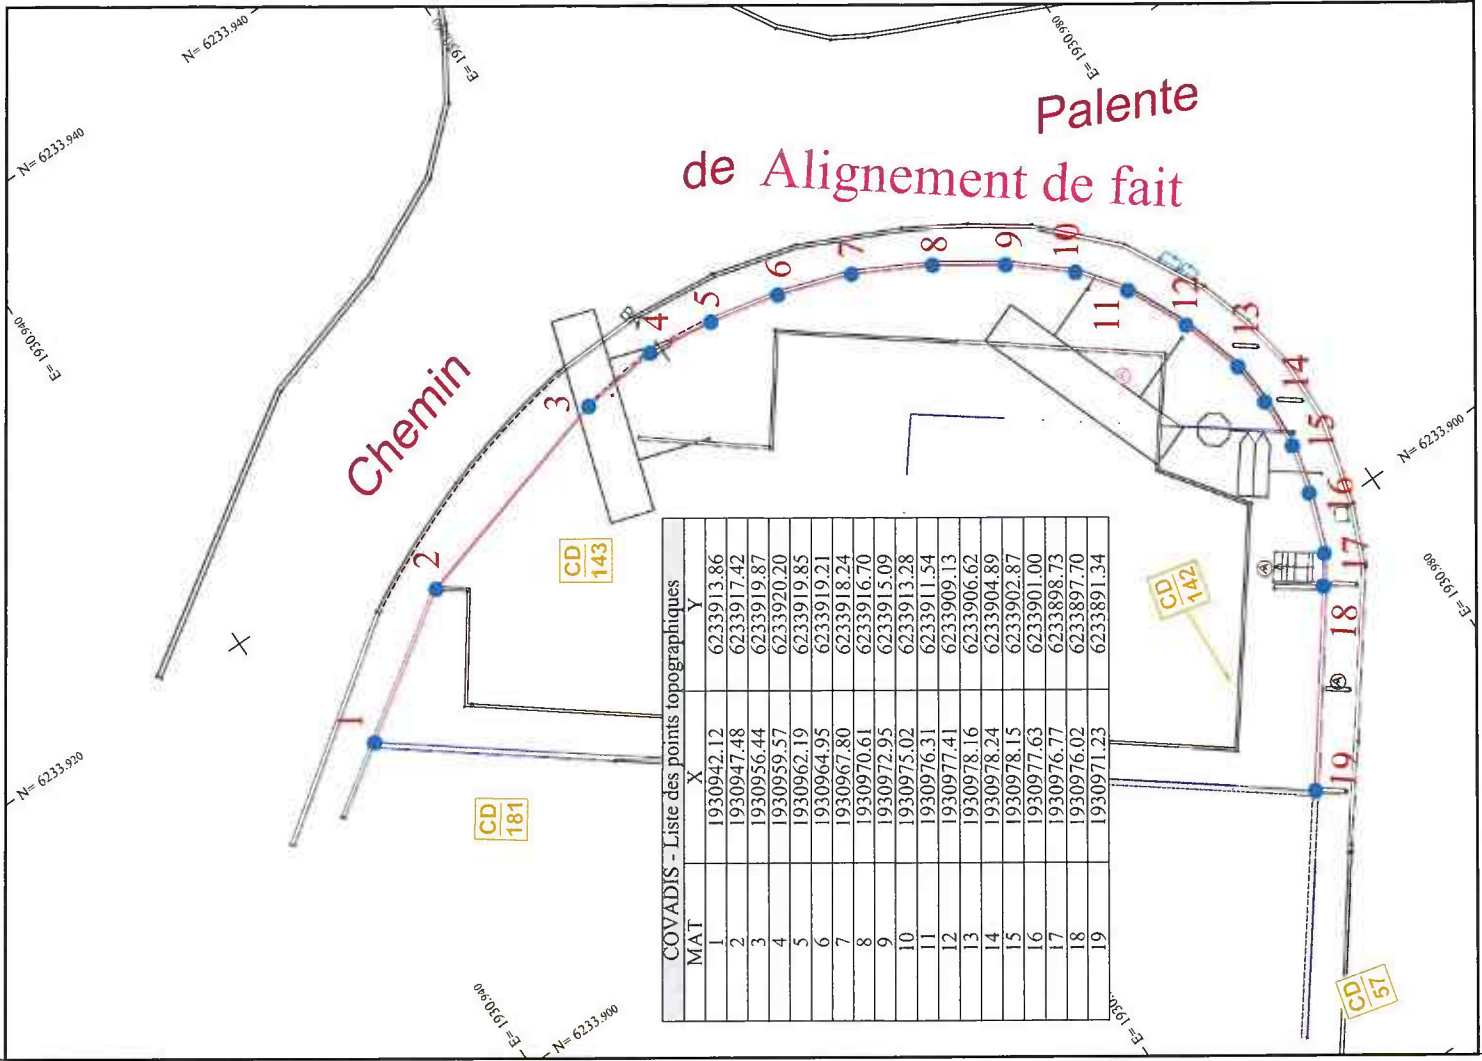 N= 6233.940
E= 1930.980
N= 6233.940
E= 1930.940
Chemin
de
Palente
Alignement de fait
1
2
3
4
5
6
7
8
9
10
11
12
13
14
15
16
17
18
19
CD
143
CD
181
CD
142
CD
57
A
A
A
N= 6233.900
E= 1930.980
N= 6233.920
E= 1930.940
N= 6233.900
COVADIS - Liste des points topographiques
MAT X Y
1 1930942.12 6233913.86
2 1930947.48 6233917.42
3 1930956.44 6233919.87
4 1930959.57 6233920.20
5 1930962.19 6233919.85
6 1930964.95 6233919.21
7 1930967.80 6233918.24
8 1930970.61 6233916.70
9 1930972.95 6233915.09
10 1930975.02 6233913.28
11 1930976.31 6233911.54
12 1930977.41 6233909.13
13 1930978.16 6233906.62
14 1930978.24 6233904.89
15 1930978.15 6233902.87
16 1930977.63 6233901.00
17 1930976.77 6233898.73
18 1930976.02 6233897.70
19 1930971.23 6233891.34